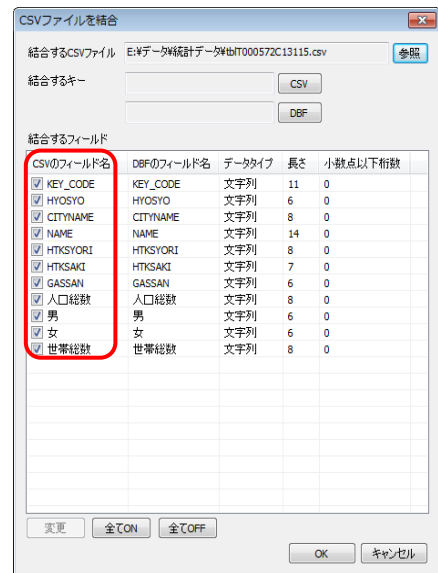 CSVファイルを結合
結合するCSVファイル E:¥データ¥統計データ¥tblT000572C13115.csv 参照
結合するキー CSV
DBF
結合するフィールド
CSVのフィールド名 DBFのフィールド名 データタイプ 長さ 小数点以下桁数
KEY_CODE KEY_CODE 文字列 11 0
HYOSYO HYOSYO 文字列 6 0
CITYNAME CITYNAME 文字列 8 0
NAME NAME 文字列 14 0
HTKSYORI HTKSYORI 文字列 8 0
HTKSAKI HTKSAKI 文字列 7 0
GASSAN GASSAN 文字列 6 0
人口総数 人口総数 文字列 8 0
男 男 文字列 6 0
女 女 文字列 6 0
世帯総数 世帯総数 文字列 8 0
変更 全てON 全てOFF
OK キャンセル